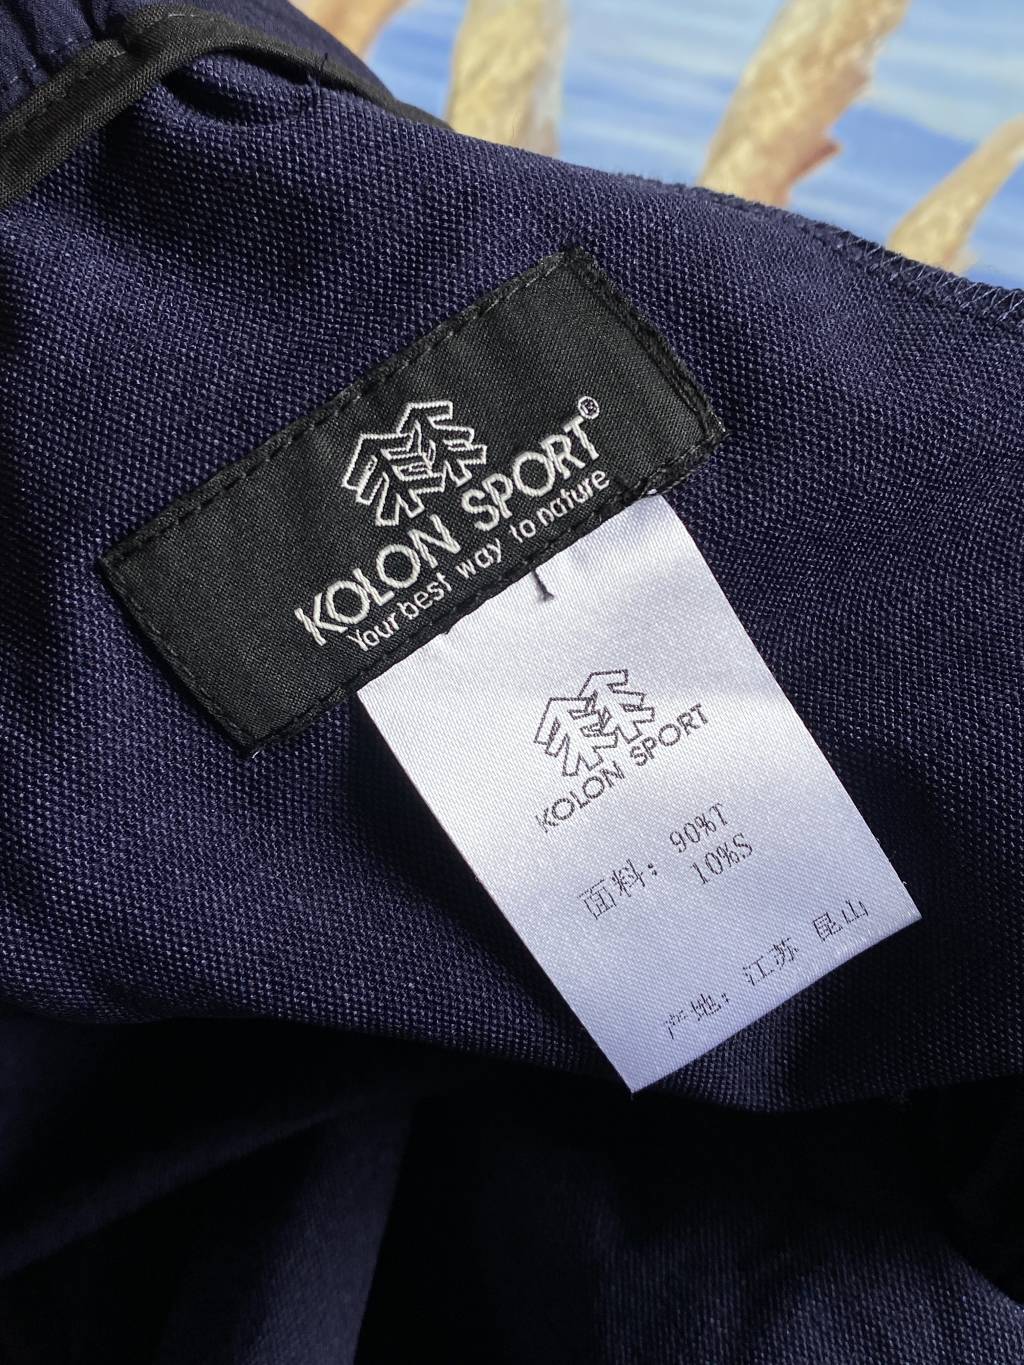 KOLON SPORT®
Your best way to nature
KOLON SPORT
面料: 90%T
10%S
产地: 江苏 昆山